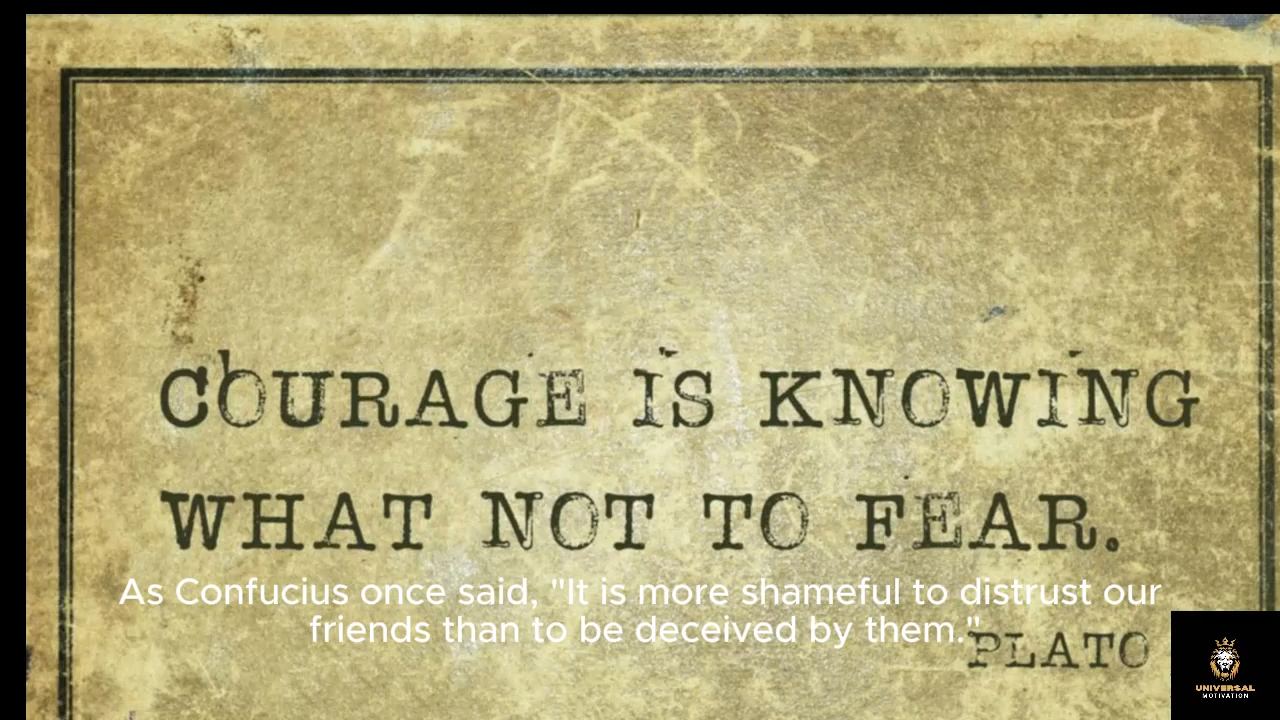 COURAGE IS KNOWING
WHAT NOT TO FEAR.
As Confucius once said, "It is more shameful to distrust our
friends than to be deceived by them."
PLATO
UNIVERSAL
MOTIVATION